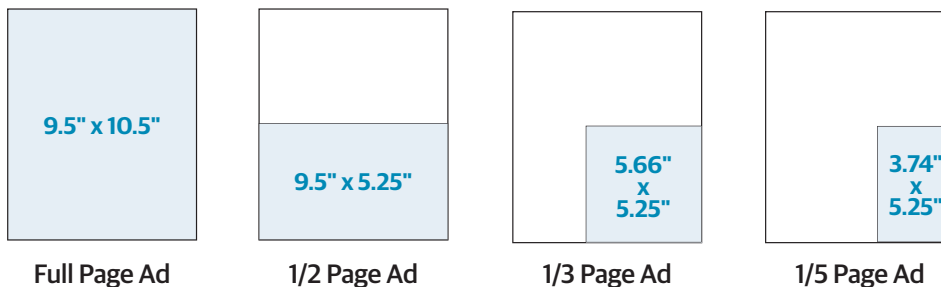 9.5" x 10.5"
Full Page Ad
9.5" x 5.25"
1/2 Page Ad
5.66"
x
5.25"
1/3 Page Ad
3.74"
x
5.25"
1/5 Page Ad